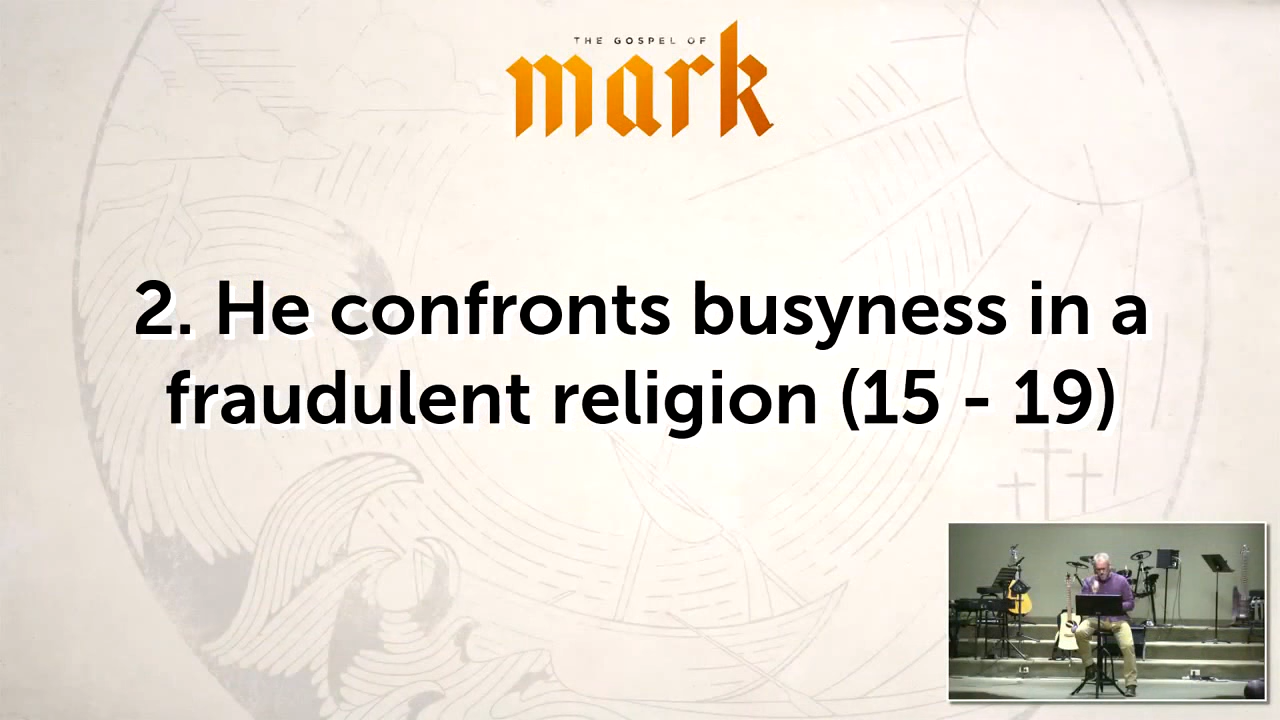 THE GOSPEL OF
mark
2. He confronts busyness in a
fraudulent religion (15 - 19)